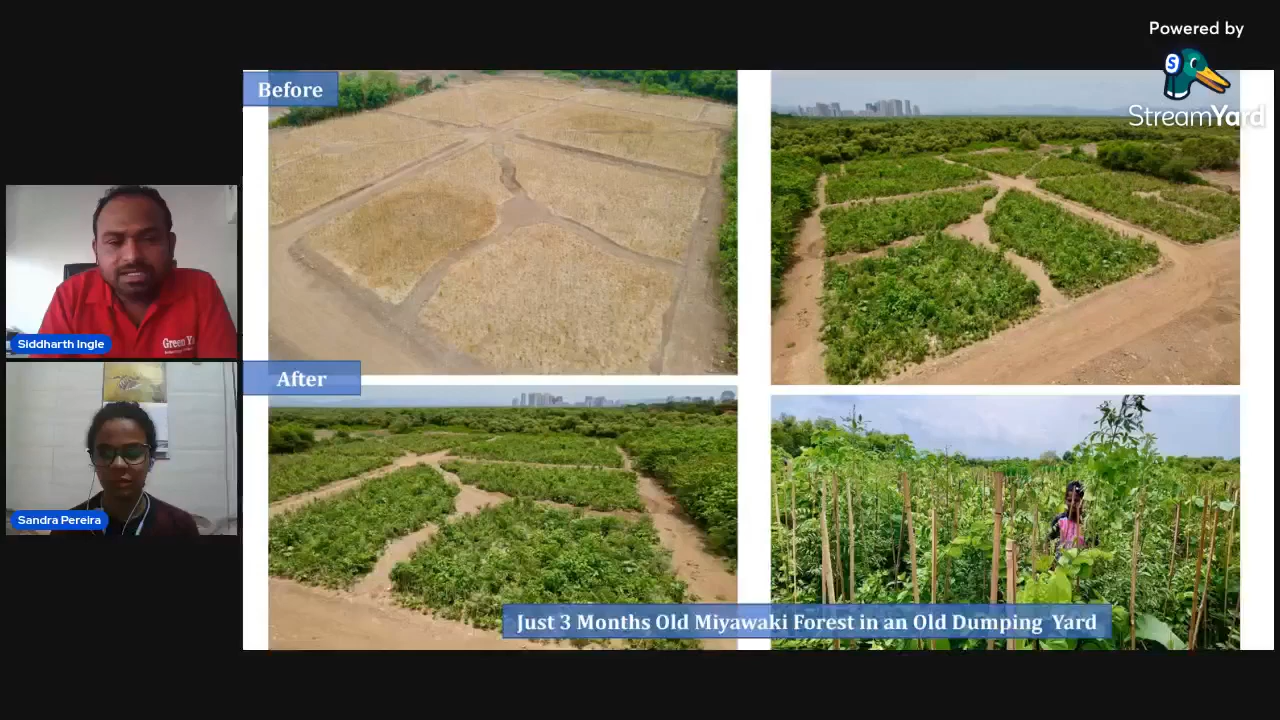 Powered by
StreamYard
Before
After
Siddharth Ingle
Sandra Pereira
Just 3 Months Old Miyawaki Forest in an Old Dumping Yard